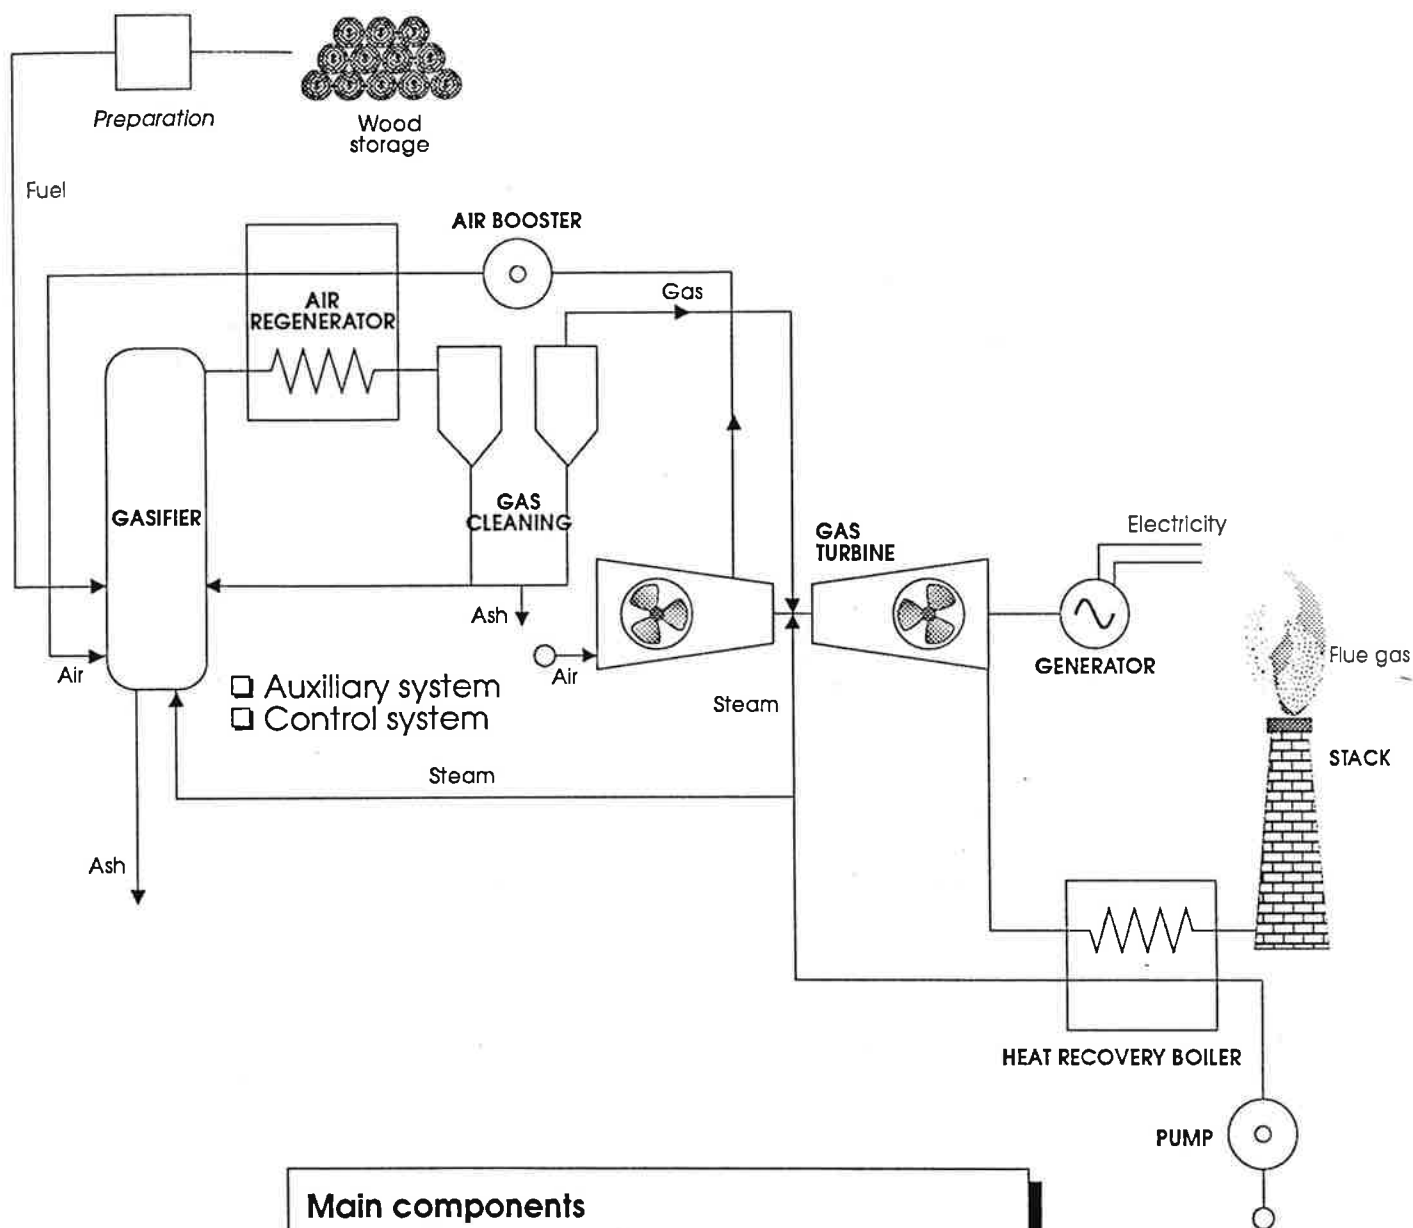 Preparation
Wood
storage
Fuel
AIR BOOSTER
Gas
AIR
REGENERATOR
GASIFIER
GAS
CLEANING
GAS
TURBINE
Electricity
Ash
Air
Air
GENERATOR
Flue gas
❑ Auxiliary system
❑ Control system
Steam
STACK
Steam
Ash
HEAT RECOVERY BOILER
PUMP
Main components